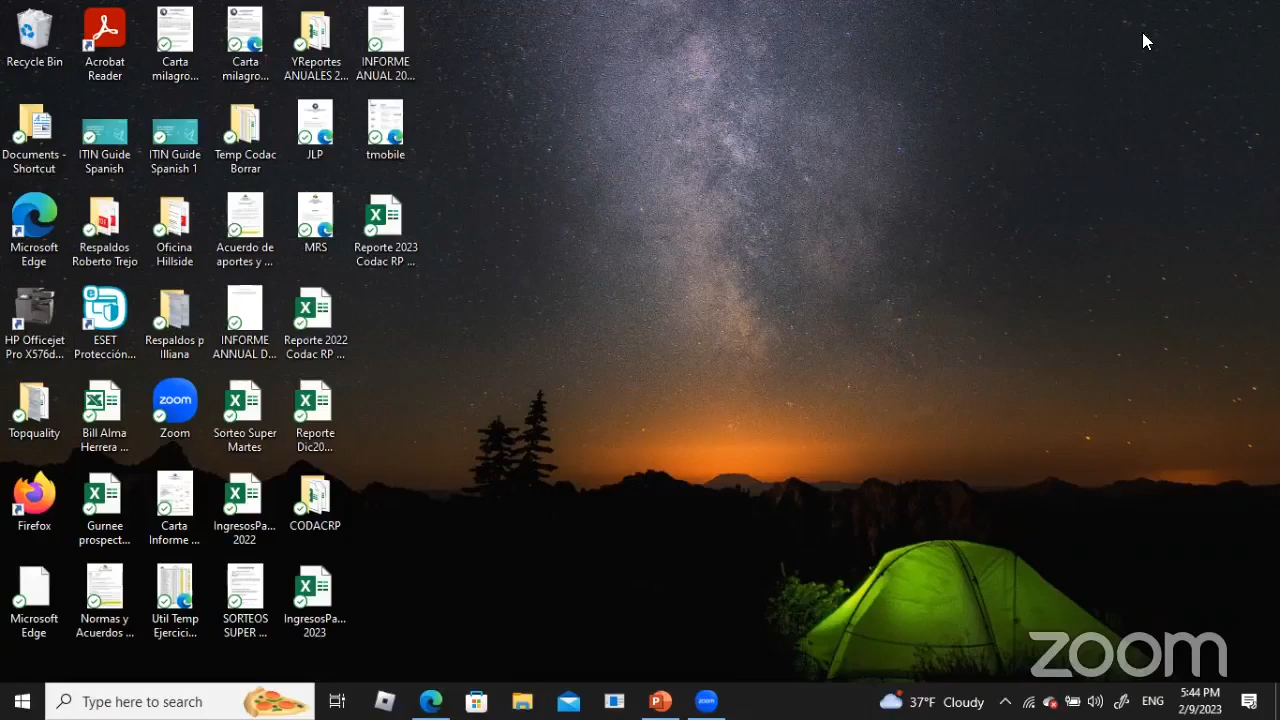 Recycle Bin
Acrobat
Reader
Carta
milagro...
Carta
milagro...
YReportes
ANUALES 2...
INFORME
ANUAL 20...
Documents -
Shortcut
ITIN Guide
Spanish
ITIN Guide
Spanish 1
Temp Codac
Borrar
JLP
tmobile
Microsoft
Edge
Respaldos
Roberto Trejo
Oficina
Hillside
Acuerdo de
aportes y ...
MRS
Reporte 2023
Codac RP ...
HP Officejet
Pro X576d...
ESET
Protección...
Respaldos p
Illiana
INFORME
ANNUAL D...
Reporte 2022
Codac RP ...
Topquality
Bill Alma
Herrera ...
zoom
Zoom
Sorteo Super
Martes
Reporte
Dic20...
Firefox
Gurnee
prospect...
Carta
Informe ...
IngresosPa...
2022
CODACRP
Microsoft
Edge
Normas y
Acuerdos ...
Util Temp
Ejercici...
SORTEOS
SUPER ...
IngresosPa...
2023
zoom
Type here to search
zoom
Cloudy
44 PM
9/2023